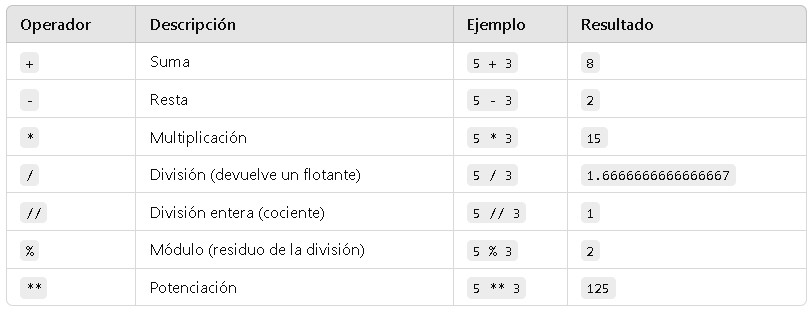 Operador Descripción Ejemplo Resultado
+ Suma 5 + 3 8
- Resta 5 - 3 2
* Multiplicación 5 * 3 15
/ División (devuelve un flotante) 5 / 3 1.6666666666666667
// División entera (cociente) 5 // 3 1
% Módulo (residuo de la división) 5 % 3 2
** Potenciación 5 ** 3 125